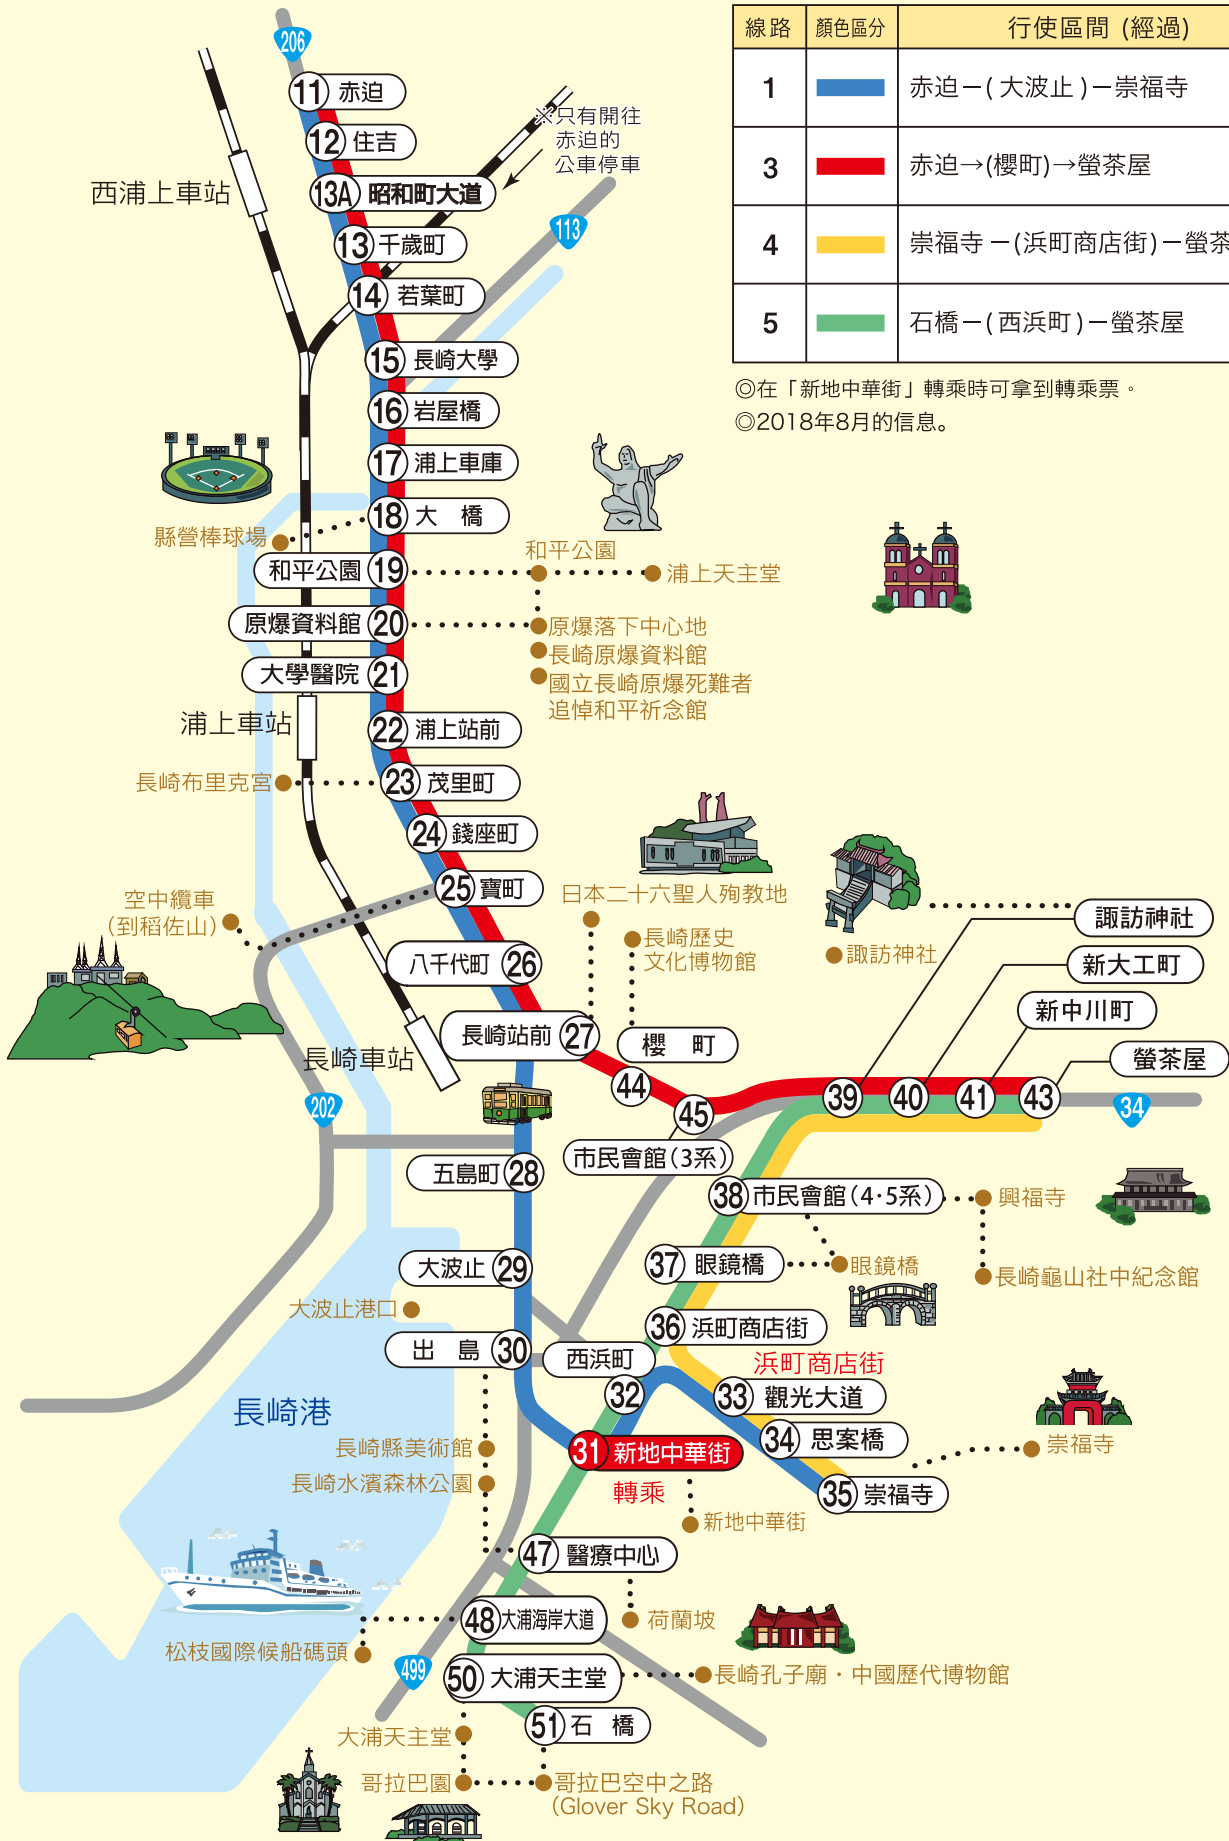 線路
顏色區分
行使區間 (經過)
1
赤迫－( 大波止 )－崇福寺
3
赤迫→(櫻町)→螢茶屋
4
崇福寺 －(浜町商店街)－螢茶
5
石橋－( 西浜町 )－螢茶屋
◎在「新地中華街」轉乘時可拿到轉乘票。
◎2018年8月的信息。
206
11 赤迫
12 住吉
※只有開往
赤迫的
公車停車
13A 昭和町大道
西浦上車站
113
13 千歲町
14 若葉町
15 長崎大學
16 岩屋橋
17 浦上車庫
18 大 橋
縣營棒球場
和平公園 19
和平公園
浦上天主堂
原爆資料館 20
原爆落下中心地
長崎原爆資料館
國立長崎原爆死難者
追悼和平祈念館
大學醫院 21
浦上車站
22 浦上站前
長崎布里克宮
23 茂里町
24 錢座町
25 寶町
空中纜車
(到稻佐山)
日本二十六聖人殉教地
長崎歷史
文化博物館
諏訪神社
諏訪神社
八千代町 26
新大工町
新中川町
長崎站前 27
櫻 町
螢茶屋
長崎車站
44
45
39
40
41
43
202
34
市民會館(3系)
五島町 28
38 市民會館(4·5系)
興福寺
大波止 29
37 眼鏡橋
眼鏡橋
長崎龜山社中紀念館
大波止港口
36 浜町商店街
出 島 30
西浜町
浜町商店街
32
33 觀光大道
長崎港
34 思案橋
長崎縣美術館
31 新地中華街
崇福寺
長崎水濱森林公園
轉乘
35 崇福寺
新地中華街
47 醫療中心
48 大浦海岸大道
荷蘭坡
松枝國際候船碼頭
499
50 大浦天主堂
長崎孔子廟·中國歷代博物館
51 石 橋
大浦天主堂
哥拉巴園
哥拉巴空中之路
(Glover Sky Road)